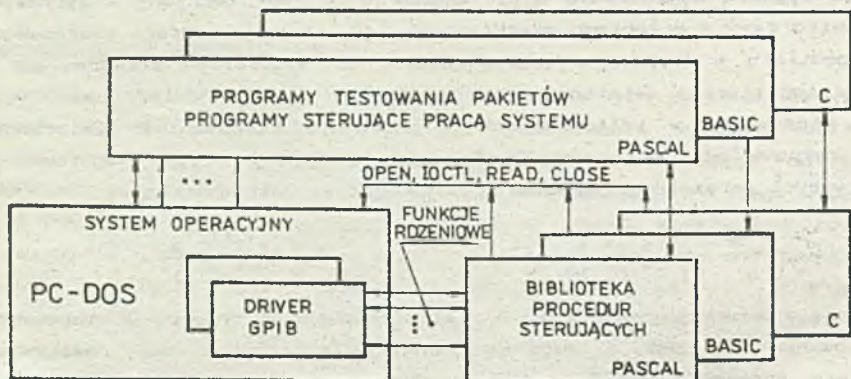 PROGRAMY TESTOWANIA PAKIETÓW
PROGRAMY STERUJĄCE PRACĄ SYSTEMU
PASCAL
BASIC
C
...
OPEN, IOCTL, READ, CLOSE
SYSTEM OPERACYJNY
FUNKCJE
RDZENIOWE
PC-DOS
DRIVER
GPIB
BIBLIOTEKA
PROCEDUR
STERUJĄCYCH
PASCAL
BASIC
C